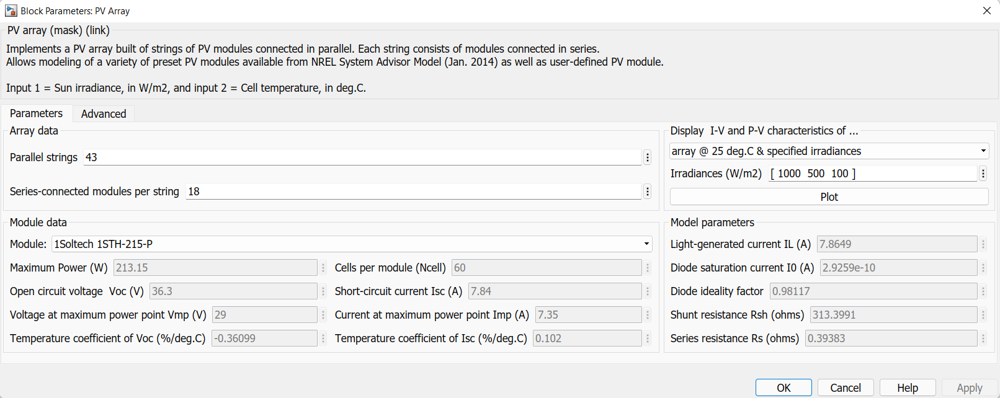 Block Parameters: PV Array
PV array (mask) (link)
Implements a PV array built of strings of PV modules connected in parallel. Each string consists of modules connected in series.
Allows modeling of a variety of preset PV modules available from NREL System Advisor Model (Jan. 2014) as well as user-defined PV module.
Input 1 = Sun irradiance, in W/m2, and input 2 = Cell temperature, in deg.C.
Parameters Advanced
Array data
Parallel strings 43
Series-connected modules per string 18
Display I-V and P-V characteristics of ...
array @ 25 deg.C & specified irradiances
Irradiances (W/m2) [ 1000 500 100 ]
Plot
Module data
Module: 1Soltech 1STH-215-P
Maximum Power (W) 213.15 Cells per module (Ncell) 60
Open circuit voltage Voc (V) 36.3 Short-circuit current Isc (A) 7.84
Voltage at maximum power point Vmp (V) 29 Current at maximum power point Imp (A) 7.35
Temperature coefficient of Voc (%/deg.C) -0.36099 Temperature coefficient of Isc (%/deg.C) 0.102
Model parameters
Light-generated current IL (A) 7.8649
Diode saturation current I0 (A) 2.9259e-10
Diode ideality factor 0.98117
Shunt resistance Rsh (ohms) 313.3991
Series resistance Rs (ohms) 0.39383
OK Cancel Help Apply